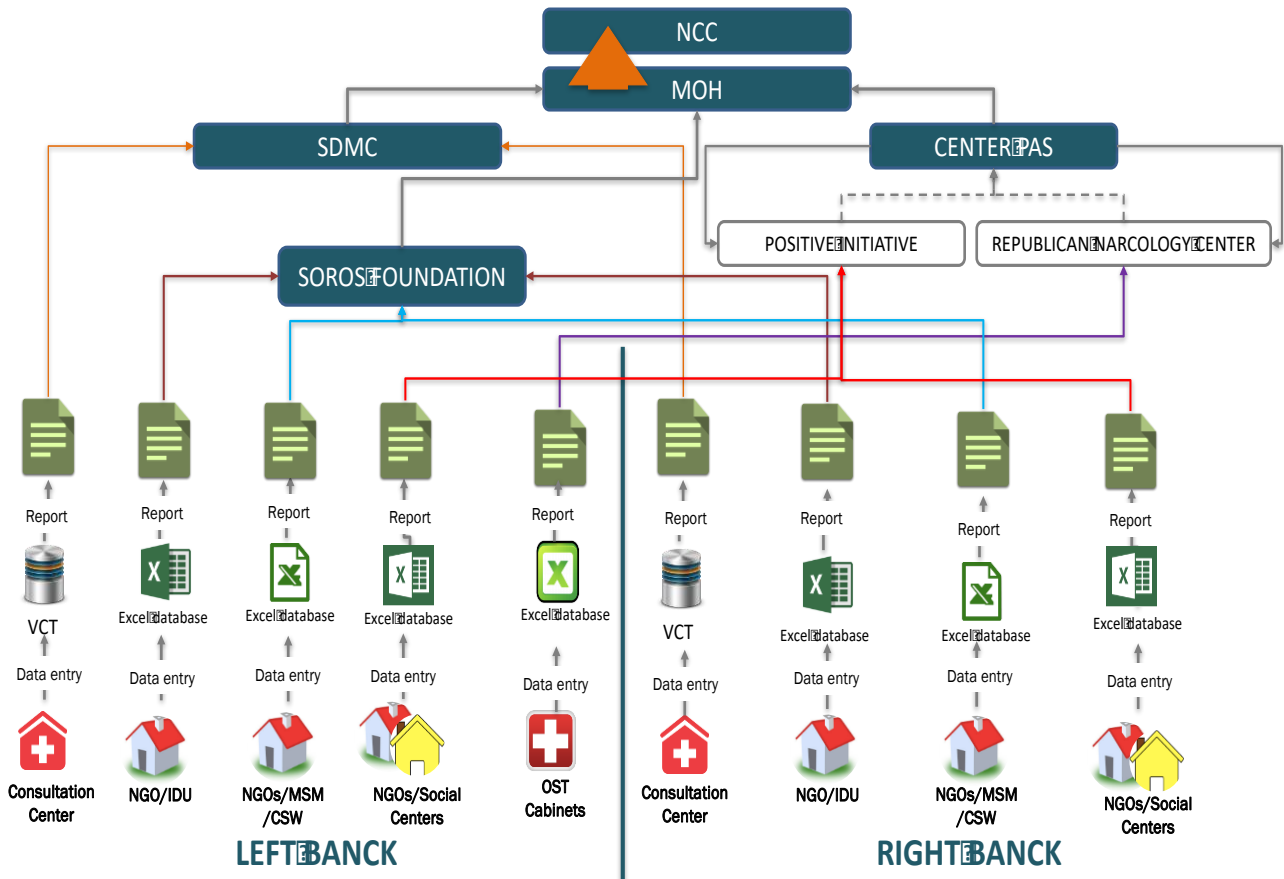 NCC
MOH
SDMC
CENTER PAS
POSITIVE INITIATIVE
REPUBLICAN NARCOLOGY CENTER
SOROS FOUNDATION
Report
Report
Report
Report
Report
Report
Report
Report
Report
VCT
Excel database
Excel database
Excel database
Excel database
VCT
Excel database
Excel database
Excel database
Data entry
Data entry
Data entry
Data entry
Data entry
Data entry
Data entry
Data entry
Data entry
Consultation
Center
NGO/IDU
NGOs/MSM
/CSW
NGOs/Social
Centers
OST
Cabinets
Consultation
Center
NGO/IDU
NGOs/MSM
/CSW
NGOs/Social
Centers
LEFT BANCK
RIGHT BANCK